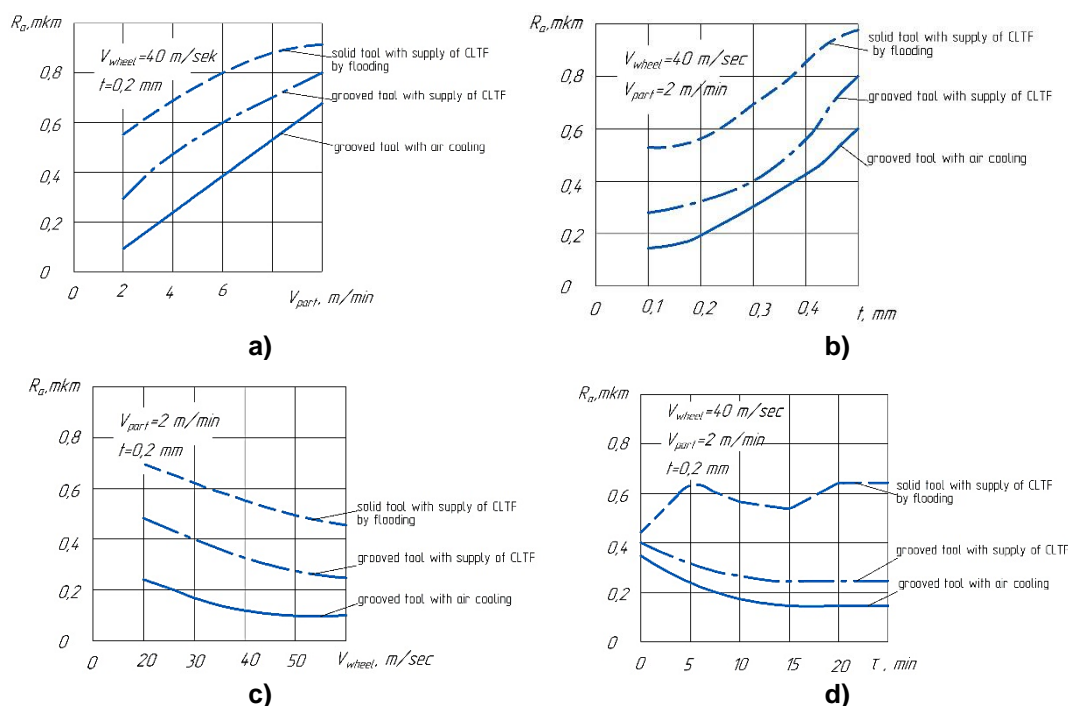 Rₐ,mkm
V_wheel=40 m/sek
t=0,2 mm
0,8
0,6
0,4
0,2
0
solid tool with supply of CLTF
by flooding
grooved tool with supply of CLTF
grooved tool with air cooling
0 2 4 6 V_part, m/min
a)
Rₐ,mkm
V_wheel=40 m/sec
V_part=2 m/min
0,8
0,6
0,4
0,2
0
solid tool with supply of CLTF
by flooding
grooved tool with supply of CLTF
grooved tool with air cooling
0 0,1 0,2 0,3 0,4 t, mm
b)
Rₐ,mkm
V_part=2 m/min
t=0,2 mm
0,8
0,6
0,4
0,2
0
solid tool with supply of CLTF
by flooding
grooved tool with supply of CLTF
grooved tool with air cooling
0 20 30 40 50 V_wheel, m/sec
c)
Rₐ,mkm
V_wheel=40 m/sec
V_part=2 m/min
t=0,2 mm
0,8
0,6
0,4
0,2
0
solid tool with supply of CLTF
by flooding
grooved tool with supply of CLTF
grooved tool with air cooling
0 5 10 15 20 τ, min
d)